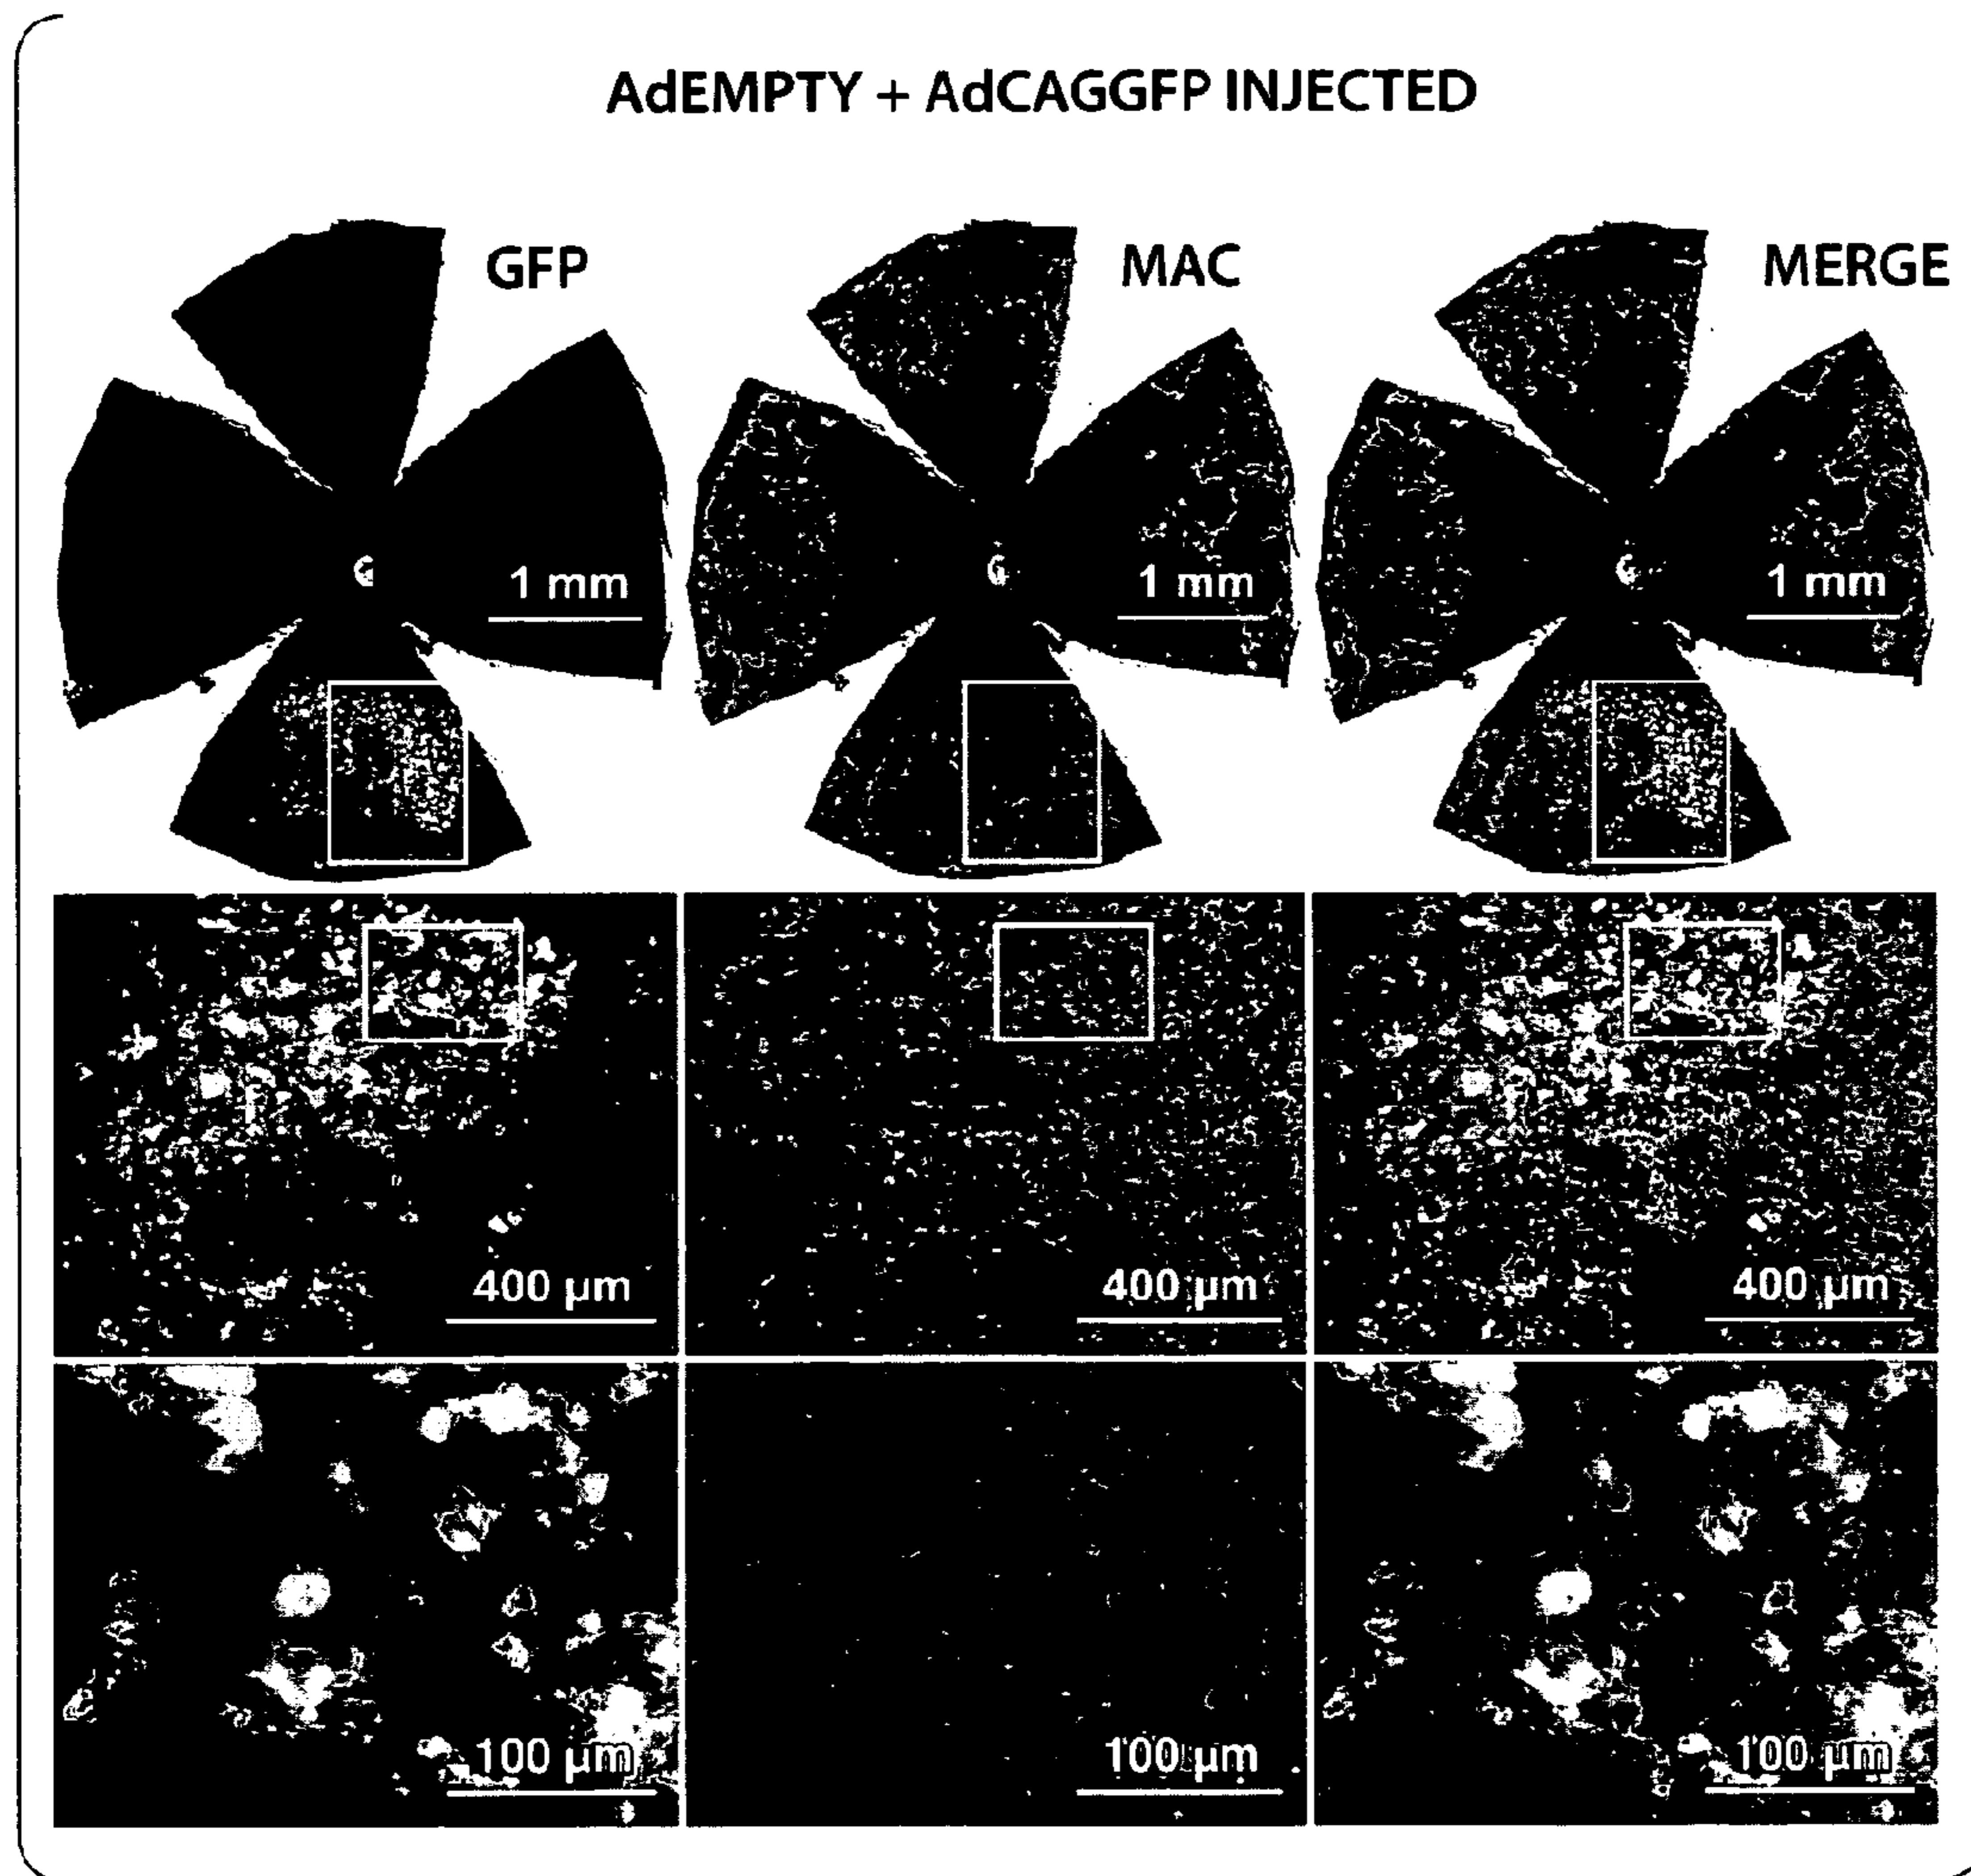 AdEMPTY + AdCAGGFP INJECTED
GFP
MAC
MERGE
1 mm
1 mm
1 mm
400 µm
400 µm
400 µm
100 µm
100 µm
100 µm